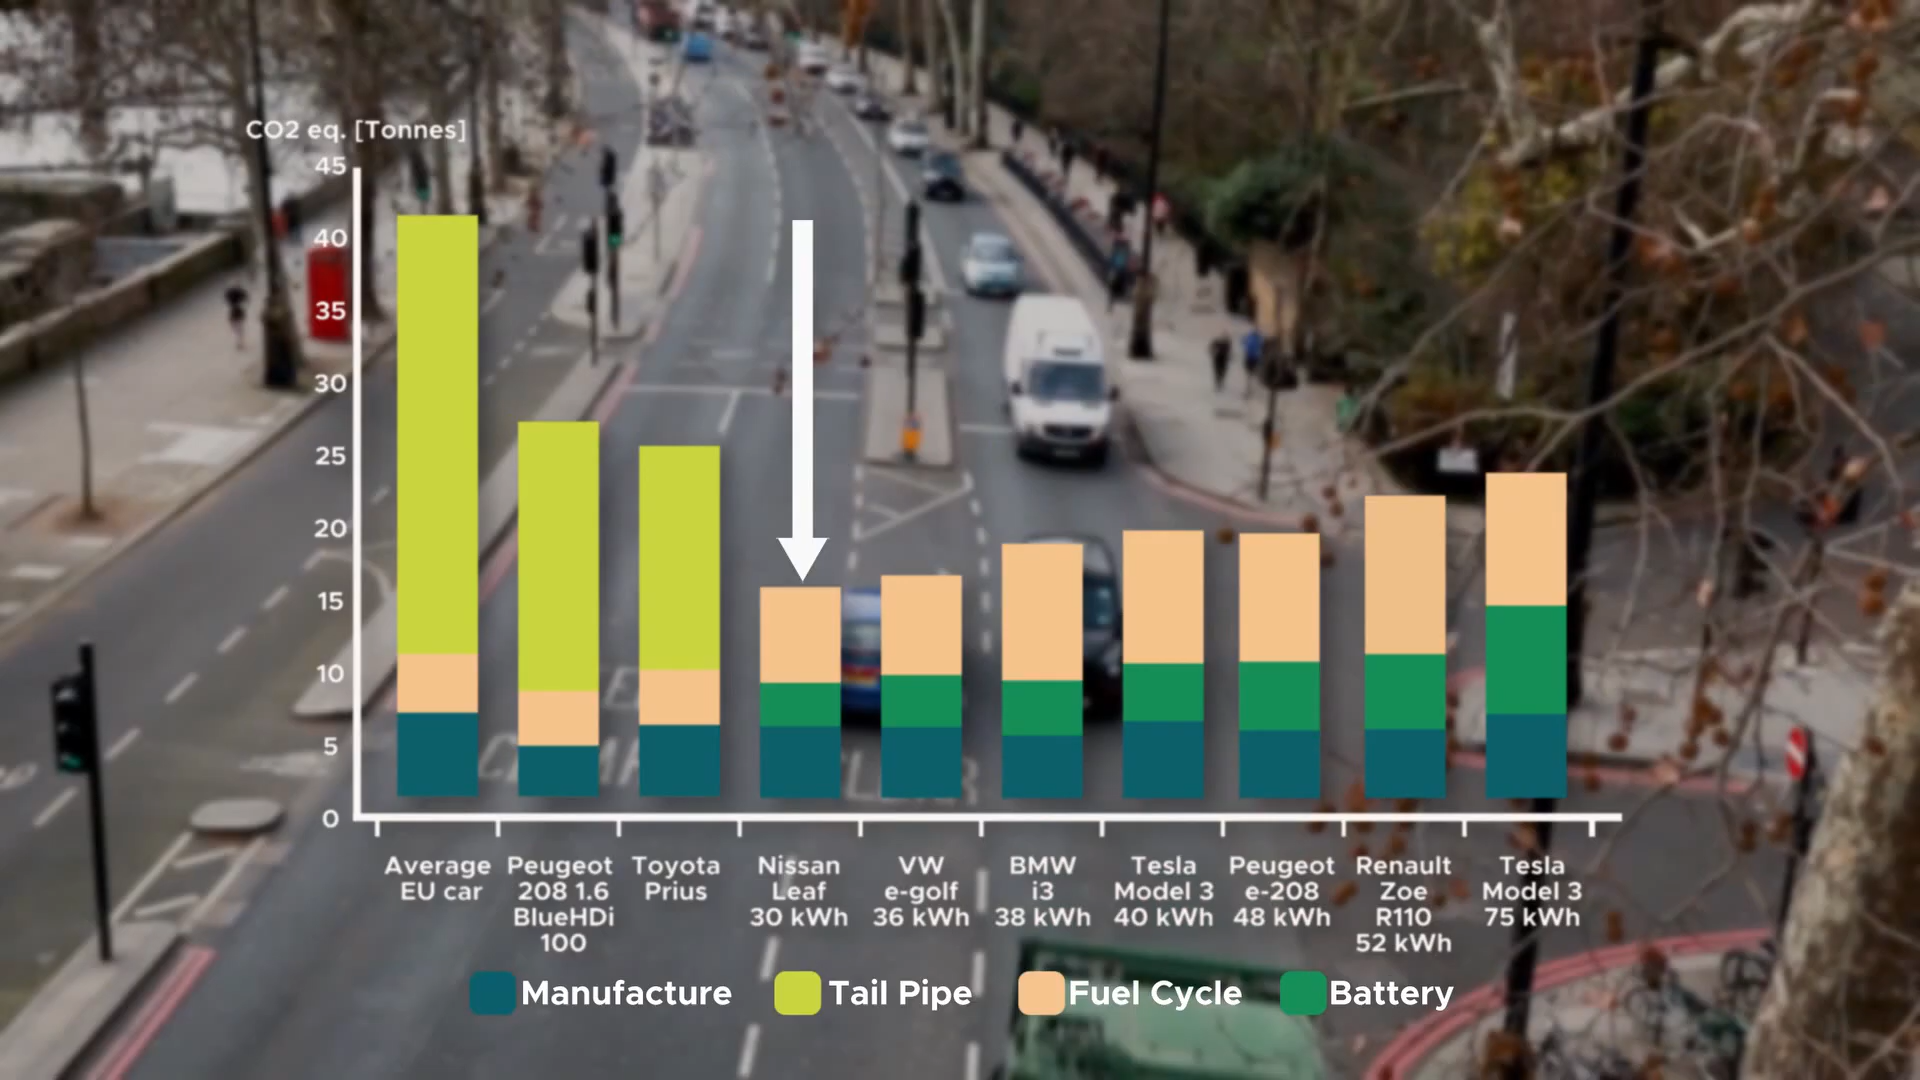 CO2 eq. [Tonnes]
45
40
35
30
25
20
15
10
5
0
Average
EU car
Peugeot
208 1.6
BlueHDi
100
Toyota
Prius
Nissan
Leaf
30 kWh
VW
e-golf
36 kWh
BMW
i3
38 kWh
Tesla
Model 3
40 kWh
Peugeot
e-208
48 kWh
Renault
Zoe
R110
52 kWh
Tesla
Model 3
75 kWh
Manufacture
Tail Pipe
Fuel Cycle
Battery